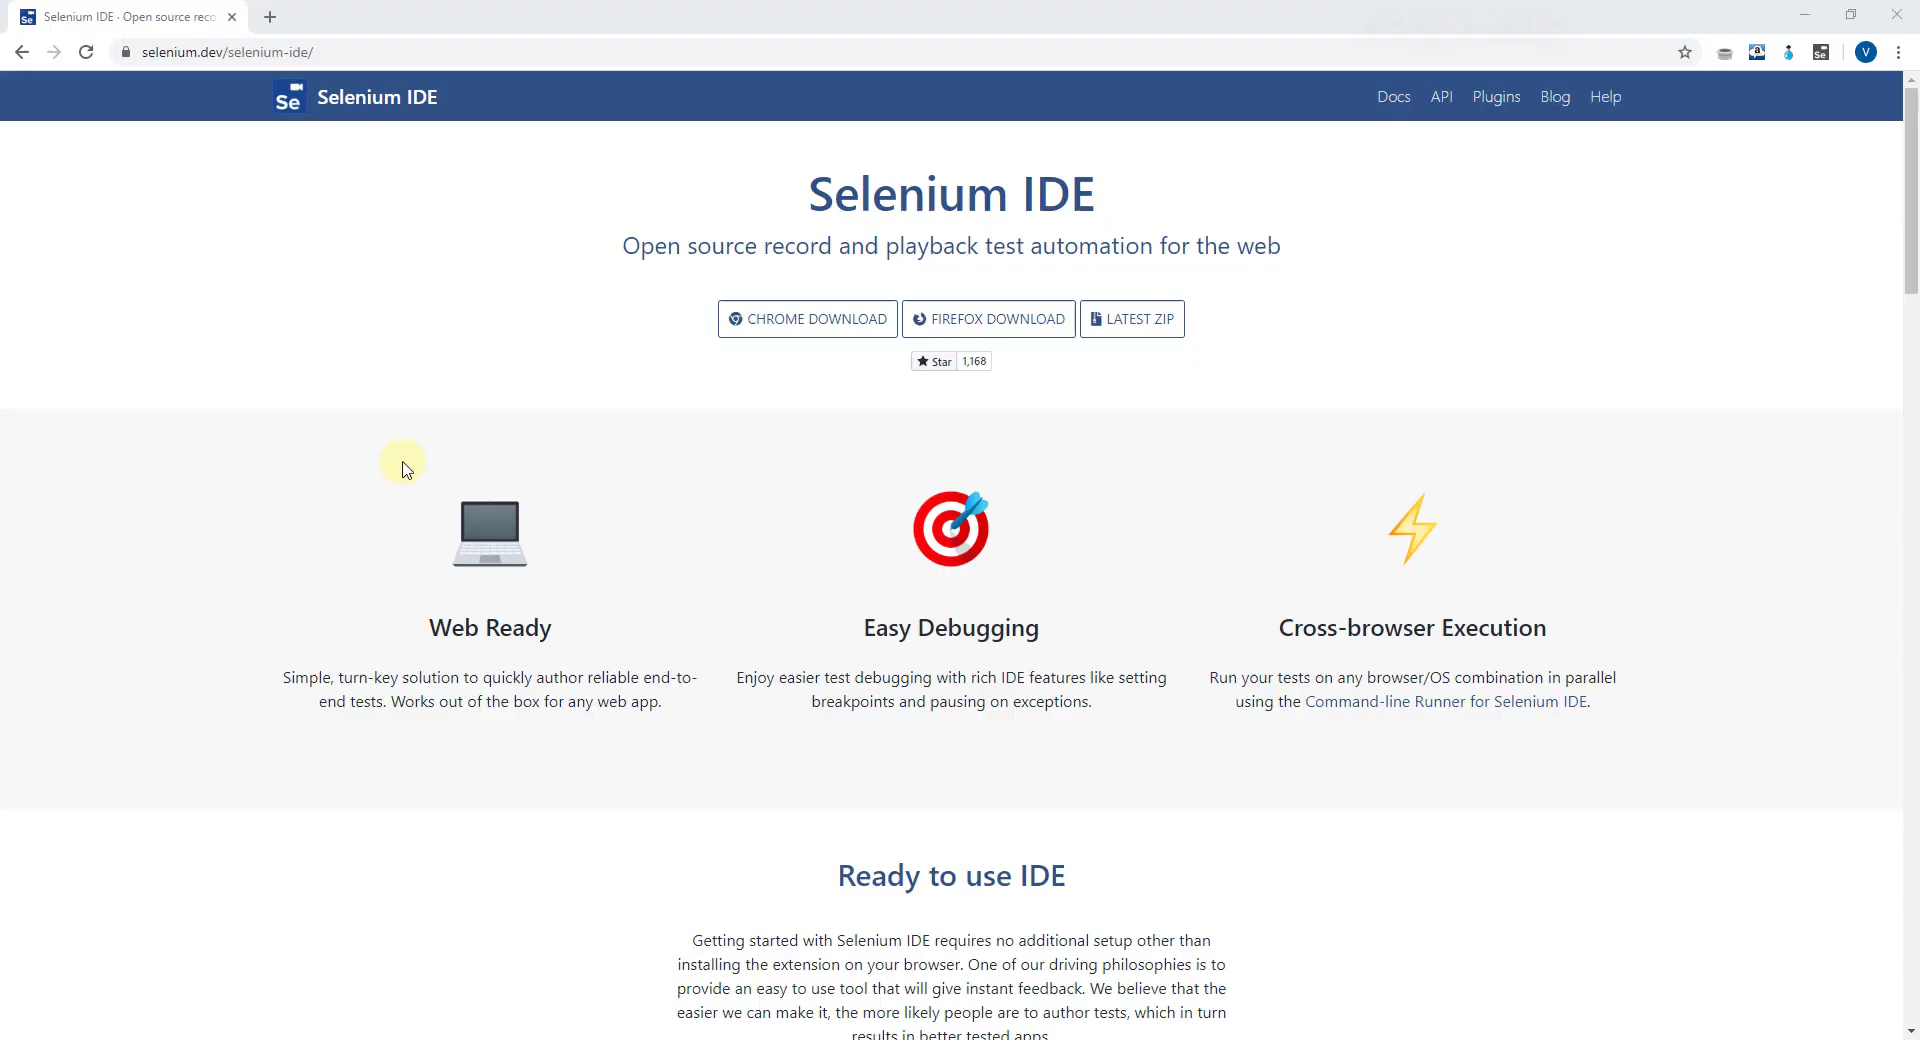 Selenium IDE · Open source reco
selenium.dev/selenium-ide/
V
Se Selenium IDE Docs API Plugins Blog Help
Selenium IDE
Open source record and playback test automation for the web
CHROME DOWNLOAD FIREFOX DOWNLOAD LATEST ZIP
Star 1,168
Web Ready Easy Debugging Cross-browser Execution
Simple, turn-key solution to quickly author reliable end-to-
end tests. Works out of the box for any web app.
Enjoy easier test debugging with rich IDE features like setting
breakpoints and pausing on exceptions.
Run your tests on any browser/OS combination in parallel
using the Command-line Runner for Selenium IDE.
Ready to use IDE
Getting started with Selenium IDE requires no additional setup other than
installing the extension on your browser. One of our driving philosophies is to
provide an easy to use tool that will give instant feedback. We believe that the
easier we can make it, the more likely people are to author tests, which in turn
results in better tested apps.